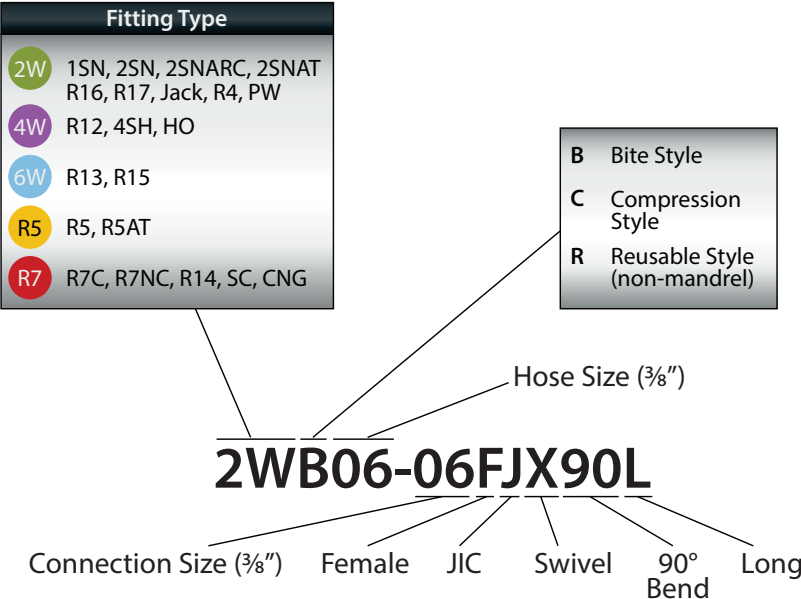 Fitting Type
2W 1SN, 2SN, 2SNARC, 2SNAT
R16, R17, Jack, R4, PW
4W R12, 4SH, HO
6W R13, R15
R5 R5, R5AT
R7 R7C, R7NC, R14, SC, CNG
B Bite Style
C Compression
Style
R Reusable Style
(non-mandrel)
Hose Size (⅜”)
2WB06-06FJX90L
Connection Size (⅜”) Female JIC Swivel 90° Long
Bend